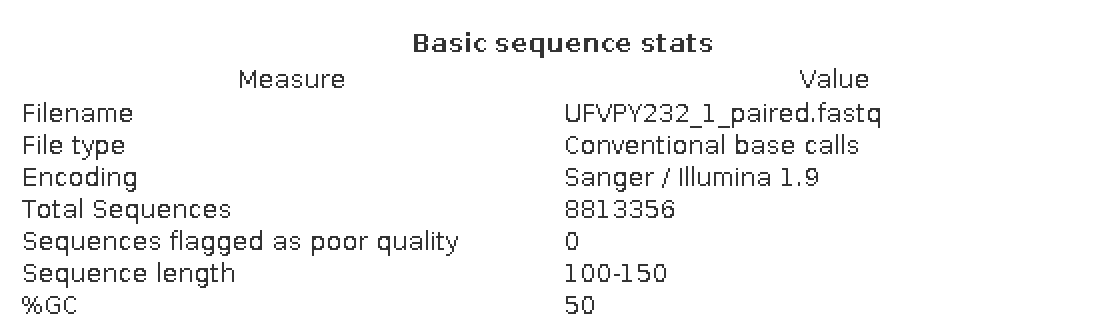 Basic sequence stats
Measure Value
Filename UFVPY232_1_paired.fastq
File type Conventional base calls
Encoding Sanger / Illumina 1.9
Total Sequences 8813356
Sequences flagged as poor quality 0
Sequence length 100-150
%GC 50